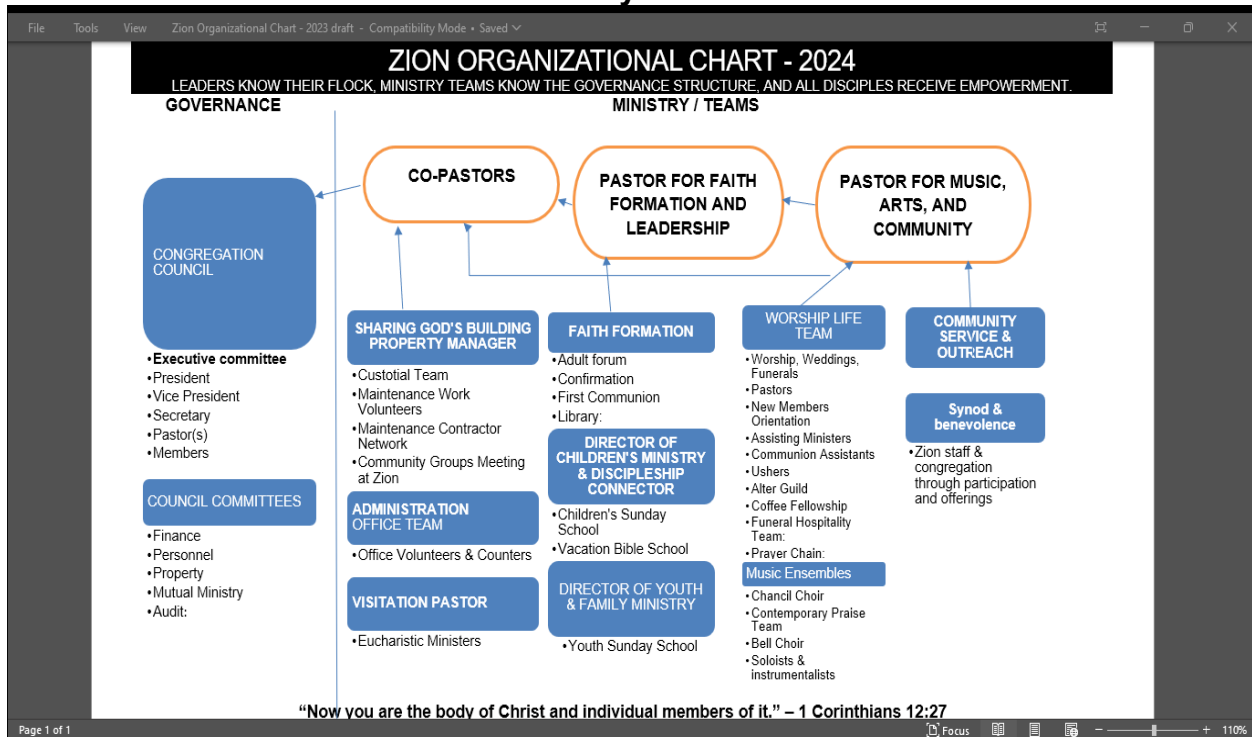 File Tools View Zion Organizational Chart - 2023 draft - Compatibility Mode • Saved
ZION ORGANIZATIONAL CHART - 2024
LEADERS KNOW THEIR FLOCK, MINISTRY TEAMS KNOW THE GOVERNANCE STRUCTURE, AND ALL DISCIPLES RECEIVE EMPOWERMENT.
GOVERNANCE
MINISTRY / TEAMS
CO-PASTORS
PASTOR FOR FAITH
FORMATION AND
LEADERSHIP
PASTOR FOR MUSIC,
ARTS, AND
COMMUNITY
CONGREGATION
COUNCIL
•Executive committee
•President
•Vice President
•Secretary
•Pastor(s)
•Members
COUNCIL COMMITTEES
•Finance
•Personnel
•Property
•Mutual Ministry
•Audit:
SHARING GOD'S BUILDING
PROPERTY MANAGER
•Custotial Team
•Maintenance Work
Volunteers
•Maintenance Contractor
Network
•Community Groups Meeting
at Zion
ADMINISTRATION
OFFICE TEAM
•Office Volunteers & Counters
VISITATION PASTOR
•Eucharistic Ministers
FAITH FORMATION
•Adult forum
•Confirmation
•First Communion
•Library:
DIRECTOR OF
CHILDREN'S MINISTRY
& DISCIPLESHIP
CONNECTOR
•Children's Sunday
School
•Vacation Bible School
DIRECTOR OF YOUTH
& FAMILY MINISTRY
•Youth Sunday School
WORSHIP LIFE
TEAM
•Worship, Weddings,
Funerals
•Pastors
•New Members
Orientation
•Assisting Ministers
•Communion Assistants
•Ushers
•Alter Guild
•Coffee Fellowship
•Funeral Hospitality
Team:
•Prayer Chain:
Music Ensembles
•Chancil Choir
•Contemporary Praise
Team
•Bell Choir
•Soloists &
instrumentalists
COMMUNITY
SERVICE &
OUTREACH
Synod &
benevolence
•Zion staff &
congregation
through participation
and offerings
“Now you are the body of Christ and individual members of it.” – 1 Corinthians 12:27
Page 1 of 1
Focus
110%